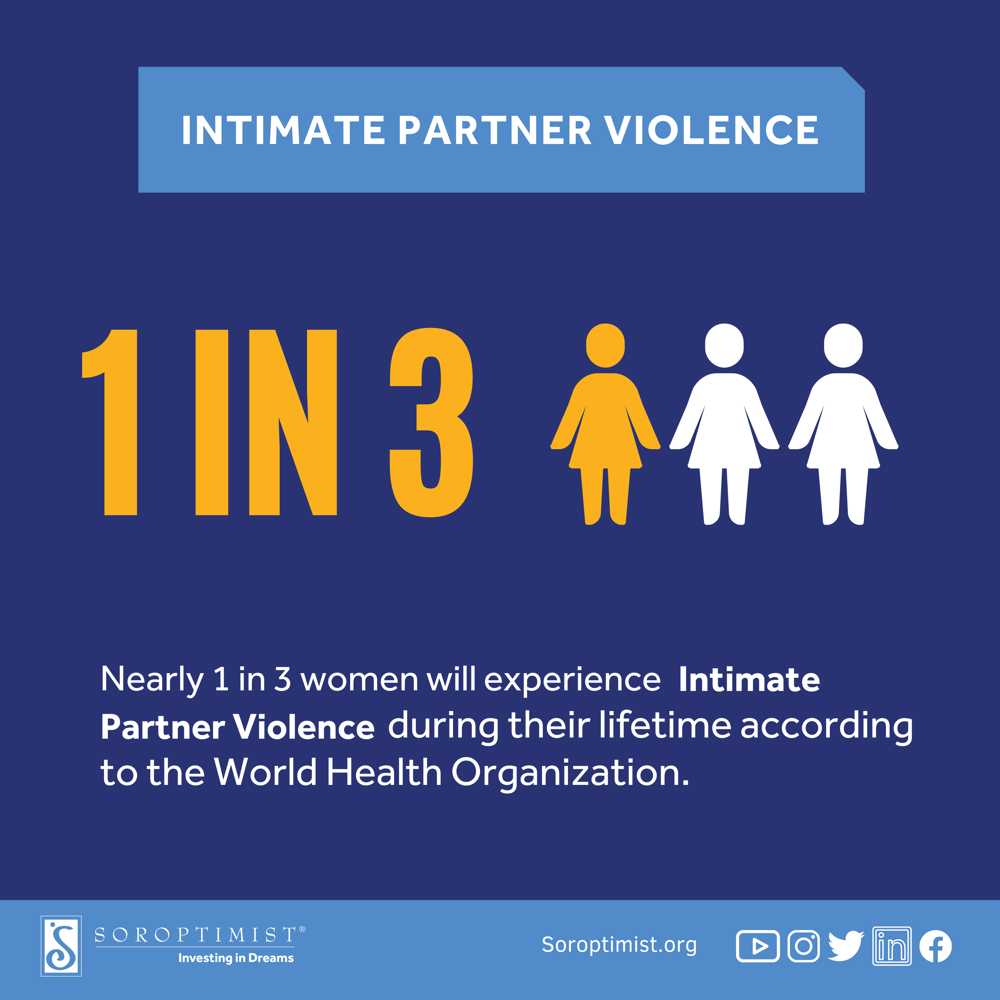 INTIMATE PARTNER VIOLENCE
1 IN 3
Nearly 1 in 3 women will experience Intimate
Partner Violence during their lifetime according
to the World Health Organization.
SOROPTIMIST®
Investing in Dreams
Soroptimist.org
in
f